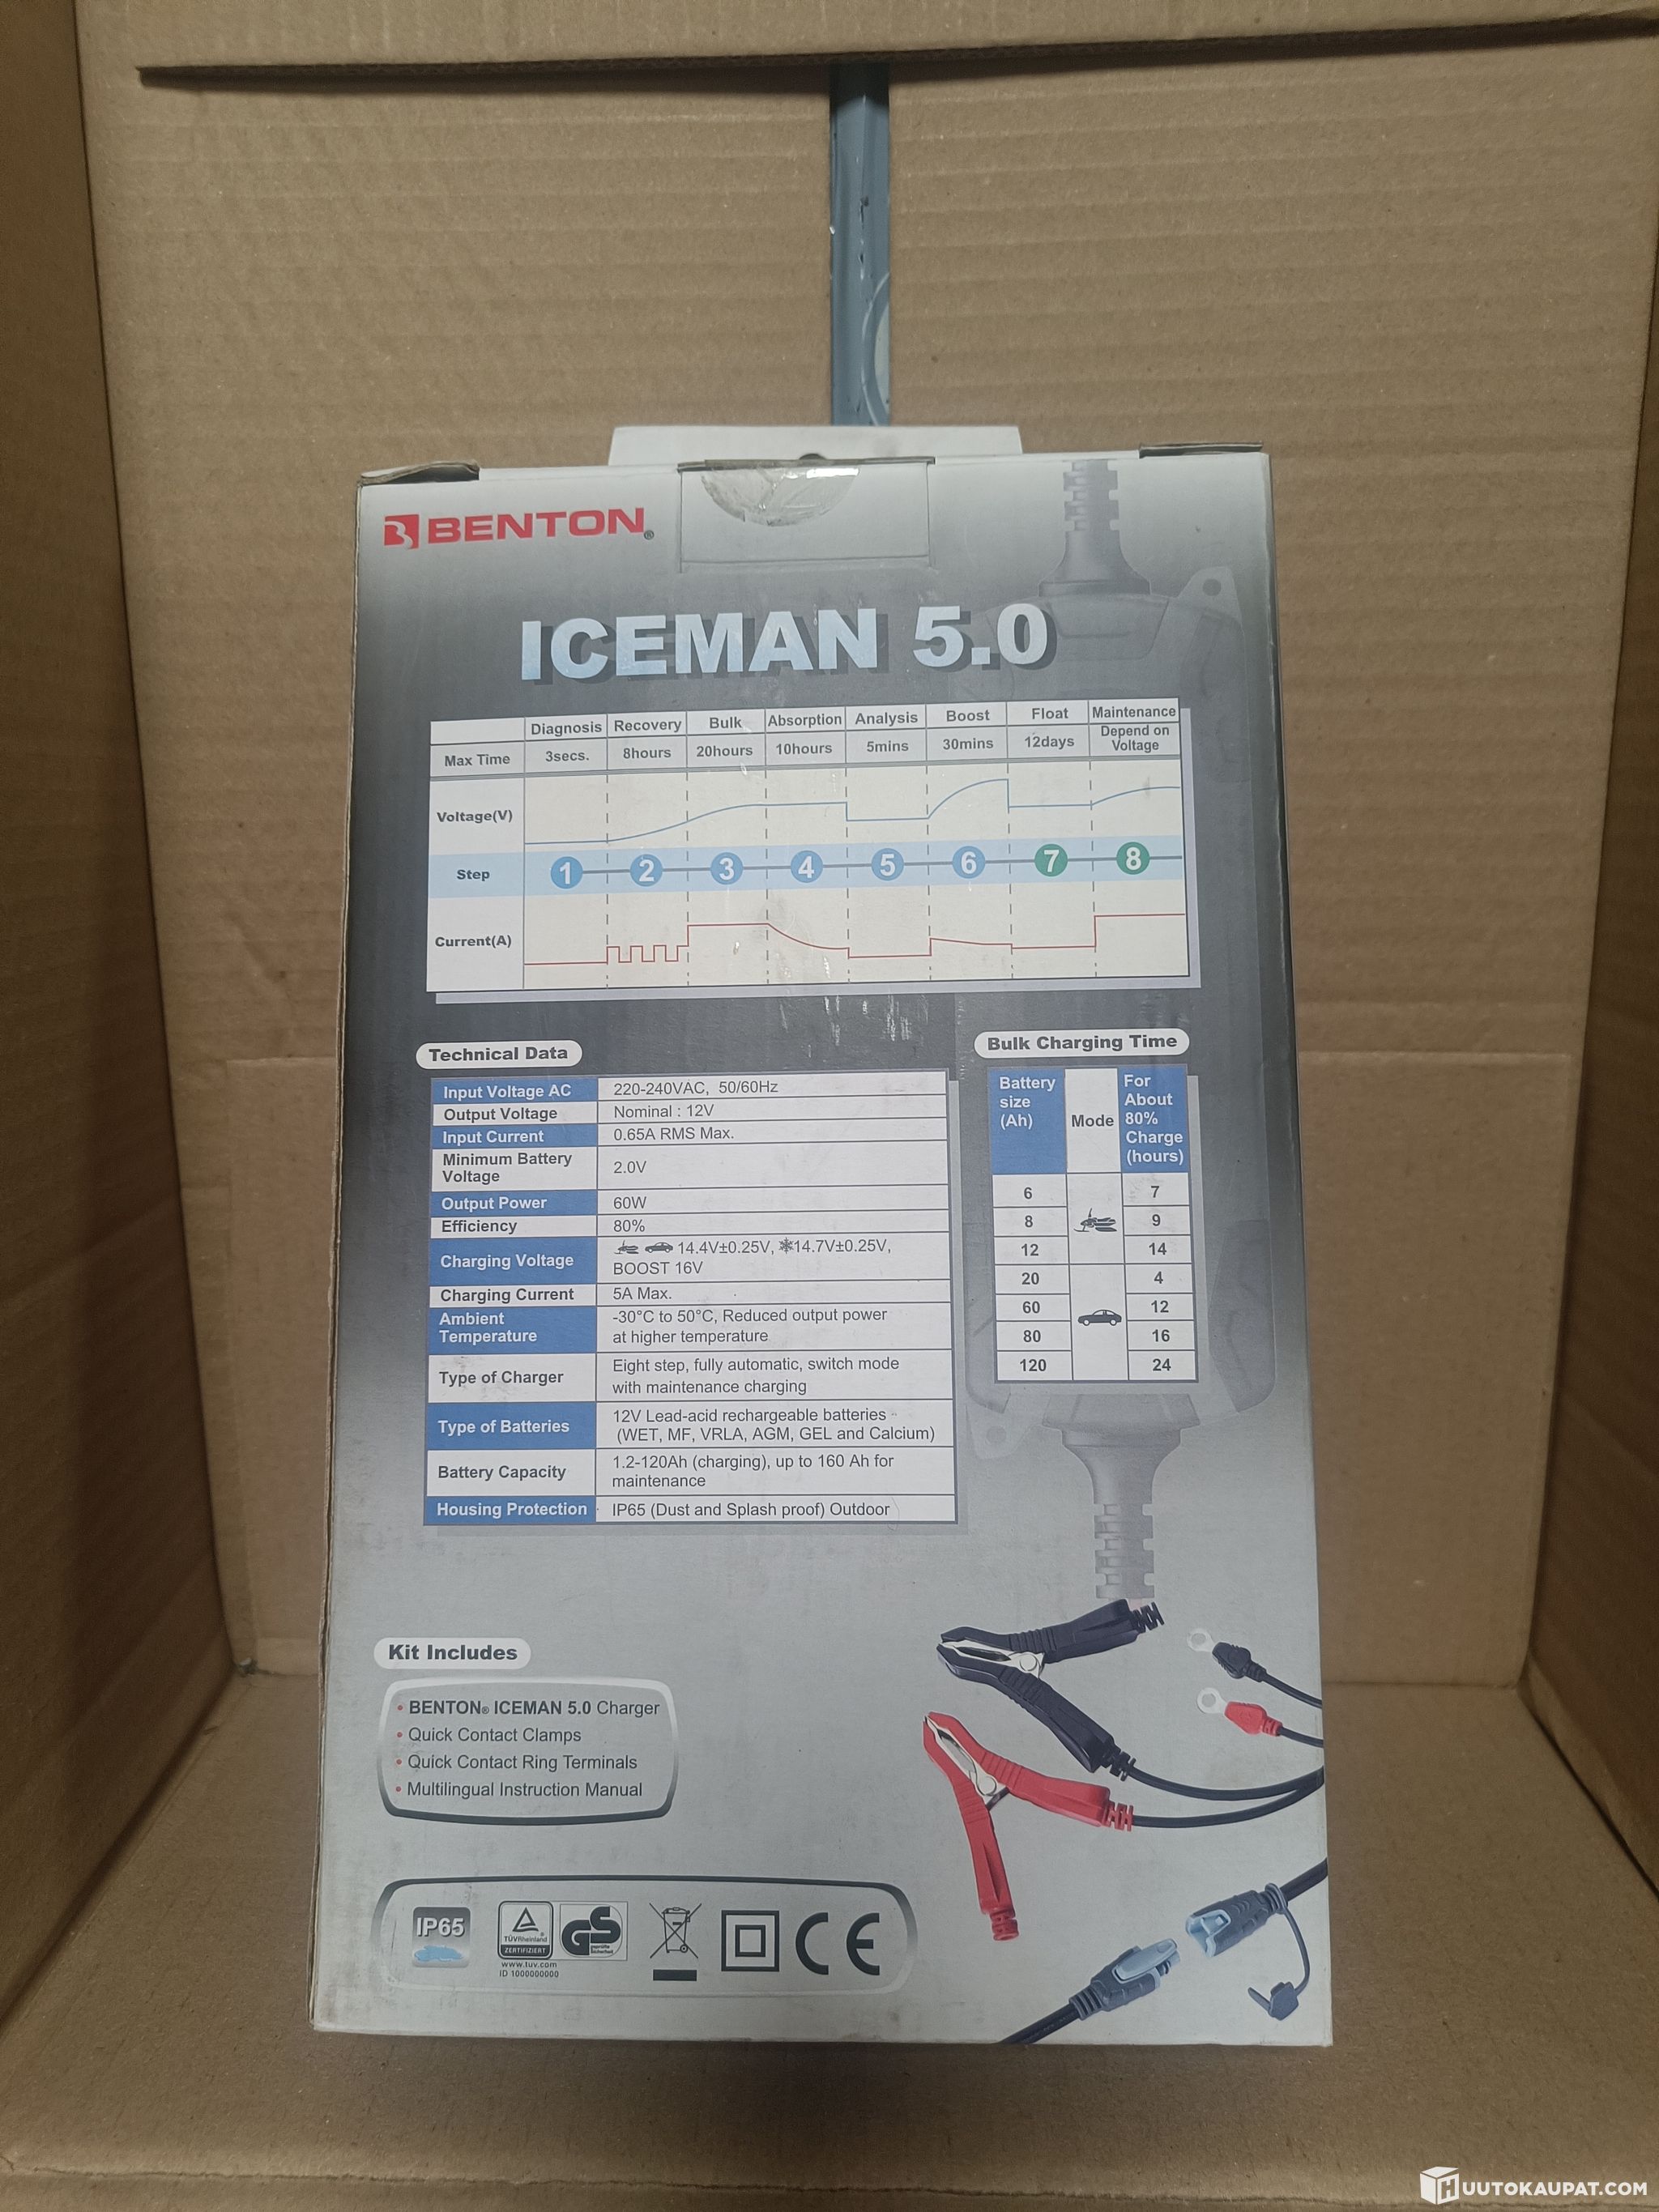 BENTON®
ICEMAN 5.0
Diagnosis Recovery Bulk Absorption Analysis Boost Float Maintenance
Max Time 3secs. 8hours 20hours 10hours 5mins 30mins 12days Depend on
Voltage
Voltage(V)
Step 1 2 3 4 5 6 7 8
Current(A)
Technical Data
Input Voltage AC 220-240VAC, 50/60Hz
Output Voltage Nominal : 12V
Input Current 0.65A RMS Max.
Minimum Battery
Voltage 2.0V
Output Power 60W
Efficiency 80%
Charging Voltage 14.4V±0.25V, 14.7V±0.25V,
BOOST 16V
Charging Current 5A Max.
Ambient
Temperature -30°C to 50°C, Reduced output power
at higher temperature
Type of Charger Eight step, fully automatic, switch mode
with maintenance charging
Type of Batteries 12V Lead-acid rechargeable batteries
(WET, MF, VRLA, AGM, GEL and Calcium)
Battery Capacity 1.2-120Ah (charging), up to 160 Ah for
maintenance
Housing Protection IP65 (Dust and Splash proof) Outdoor
Bulk Charging Time
Battery
size
(Ah)
Mode
For
About
80%
Charge
(hours)
6 7
8 9
12 14
20 4
60 12
80 16
120 24
Kit Includes
• BENTON® ICEMAN 5.0 Charger
• Quick Contact Clamps
• Quick Contact Ring Terminals
• Multilingual Instruction Manual
IP65
TÜVRheinland
ZERTIFIZIERT
www.tuv.com
ID 1000000000
GS
geprüfte
Sicherheit
CE
HUUTOKAUPAT.COM